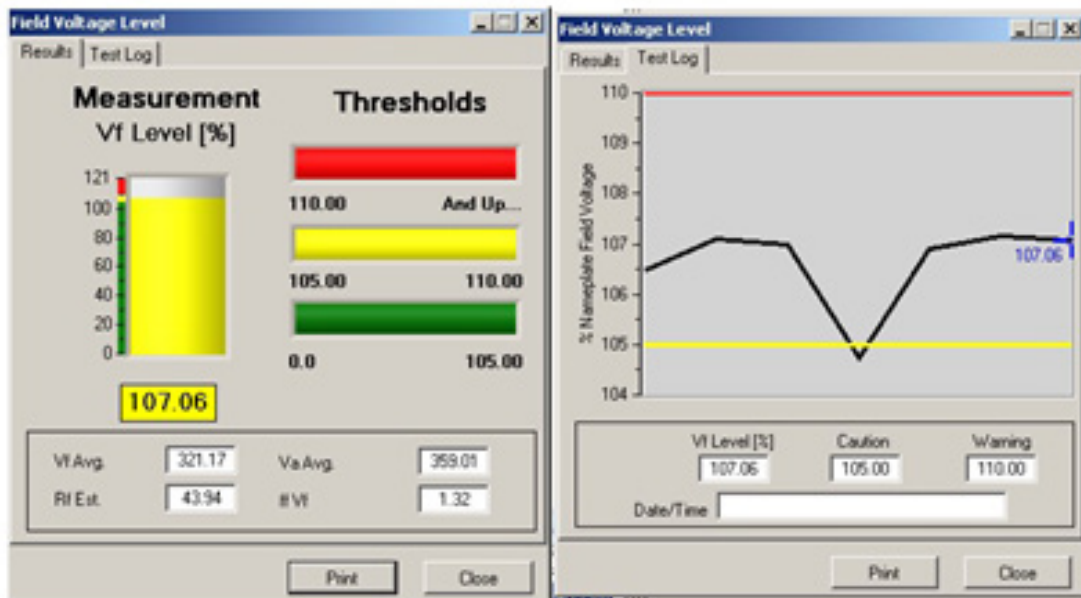 Field Voltage Level
Results Test Log
Measurement
Vf Level [%]
121
100
80
60
40
20
0
107.06
Thresholds
110.00 And Up...
105.00 110.00
0.0 105.00
Vf Avg. 321.17 Va Avg. 359.01
Rf Est. 43.94 If Vf 1.32
Print Close
Field Voltage Level
Results Test Log
% Nameplate Field Voltage
110
109
108
107
106
105
104
107.06
Vf Level [%] Caution Warning
107.06 105.00 110.00
Date/Time
Print Close